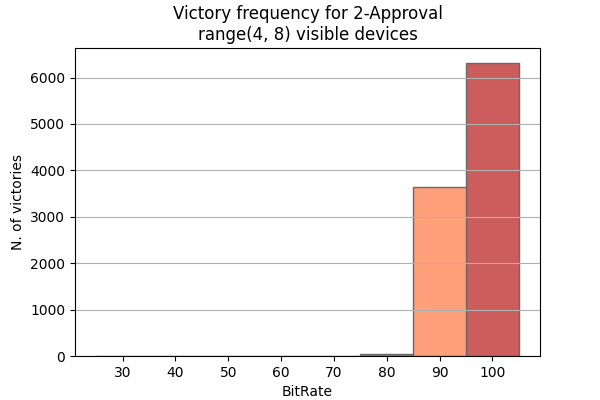 Victory frequency for 2-Approval
range(4, 8) visible devices
N. of victories
6000
5000
4000
3000
2000
1000
0
30 40 50 60 70 80 90 100
BitRate